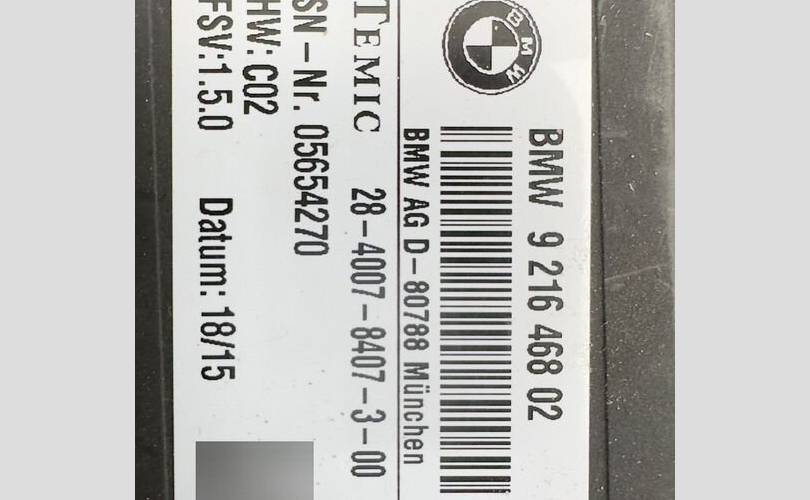 BMW
BMW 9 216 468 02
BMW AG D-80788 München
TEMIC 28-4007-8407-3-00
SN-Nr. 05654270
HW: C02
FSV:1.5.0 Datum: 18/15